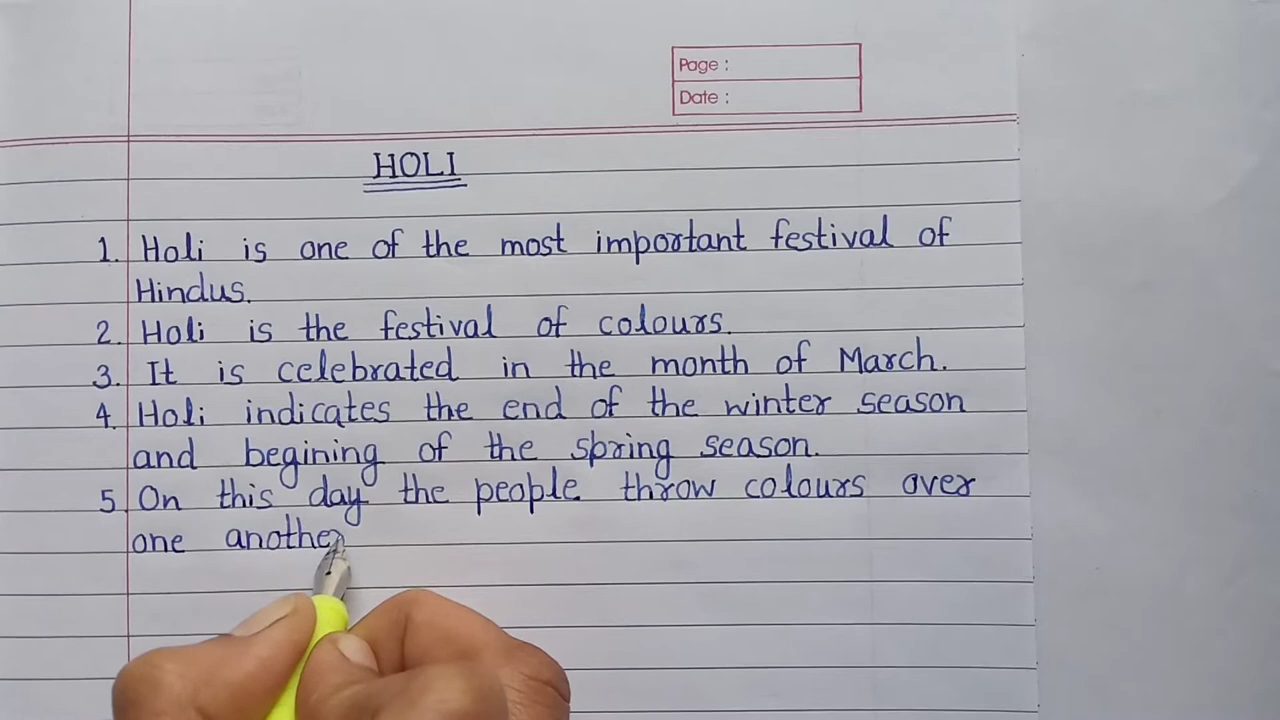 Page :
Date :
HOLI
1. Holi is one of the most important festival of
Hindus.
2. Holi is the festival of colours.
3. It is celebrated in the month of March.
4. Holi indicates the end of the winter season
and begining of the spring season.
5. On this day the people throw colours over
one another